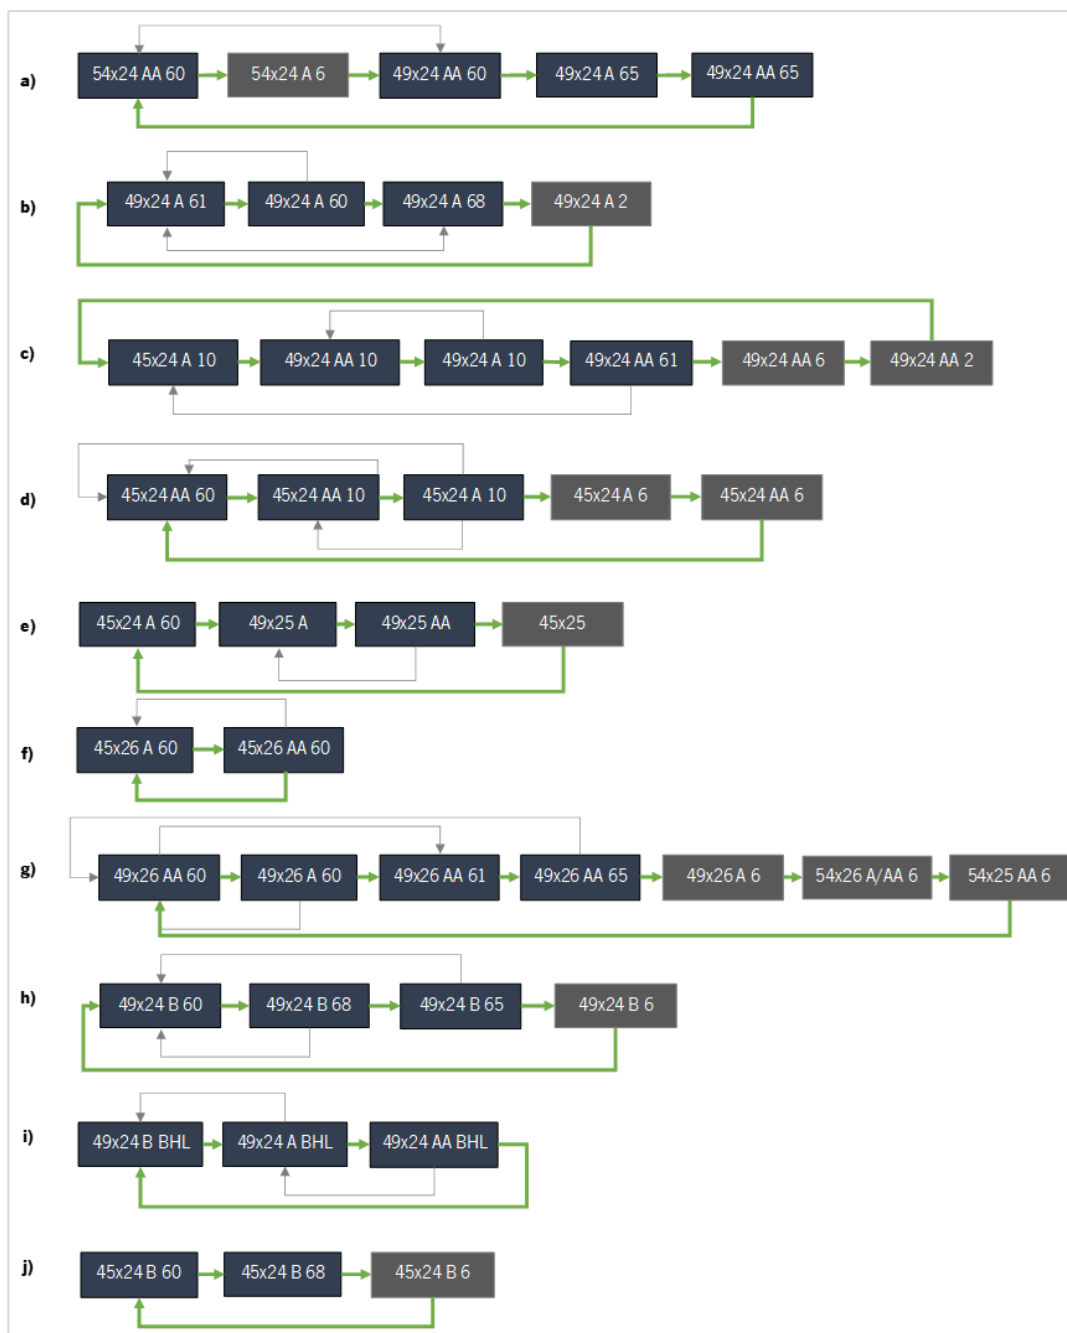 a) 54x24 AA 60 54x24 A 6 49x24 AA 60 49x24 A 65 49x24 AA 65
b) 49x24 A 61 49x24 A 60 49x24 A 68 49x24 A 2
c) 45x24 A 10 49x24 AA 10 49x24 A 10 49x24 AA 61 49x24 AA 6 49x24 AA 2
d) 45x24 AA 60 45x24 AA 10 45x24 A 10 45x24 A 6 45x24 AA 6
e) 45x24 A 60 49x25 A 49x25 AA 45x25
f) 45x26 A 60 45x26 AA 60
g) 49x26 AA 60 49x26 A 60 49x26 AA 61 49x26 AA 65 49x26 A 6 54x26 A/AA 6 54x25 AA 6
h) 49x24 B 60 49x24 B 68 49x24 B 65 49x24 B 6
i) 49x24 B BHL 49x24 A BHL 49x24 AA BHL
j) 45x24 B 60 45x24 B 68 45x24 B 6